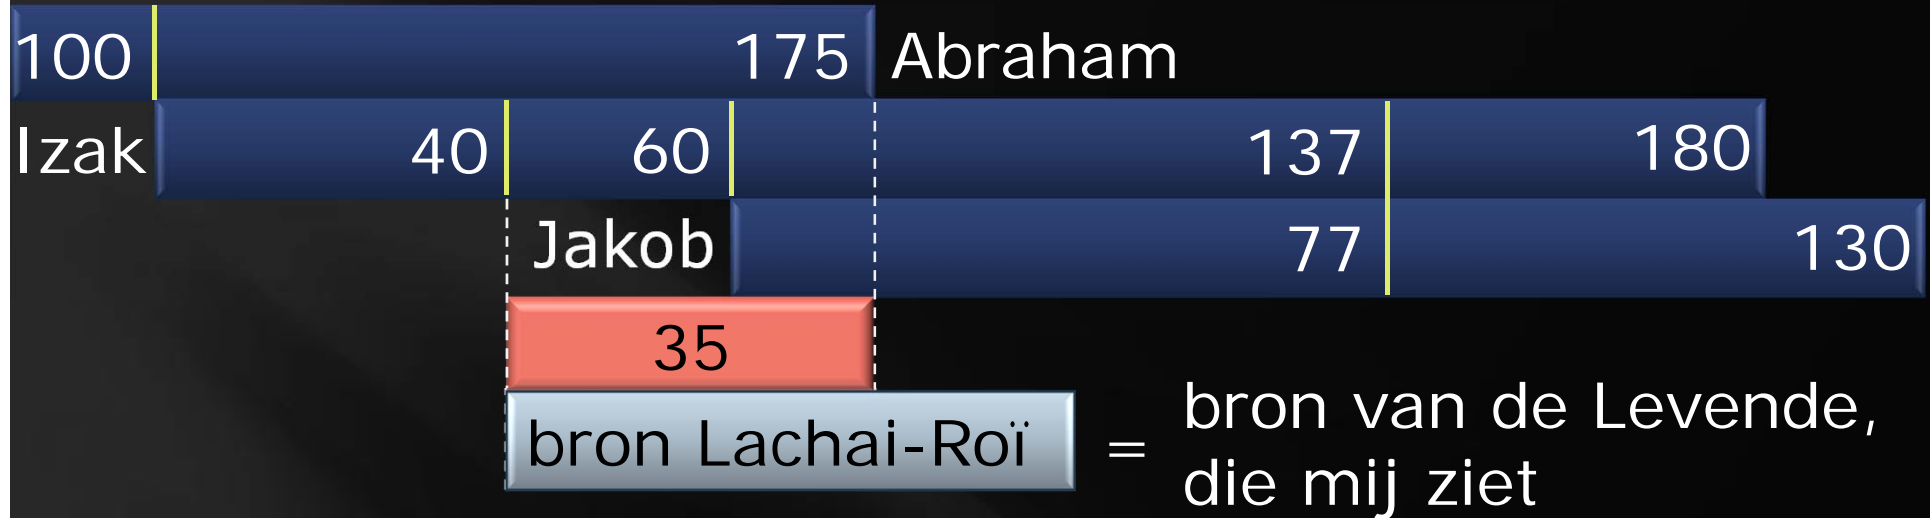 100 175 Abraham
Izak 40 60 137 180
Jakob 77 130
35
bron Lachai-Roï = bron van de Levende,
die mij ziet